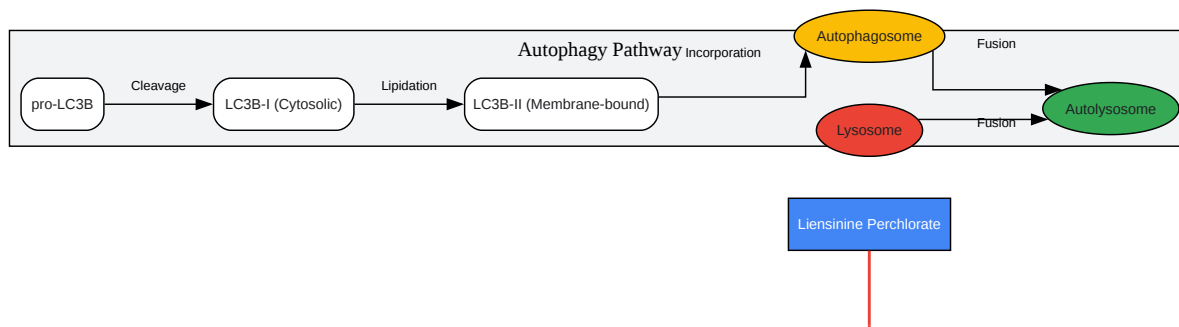 Autophagosome
Autophagy Pathway
Incorporation
Fusion
pro-LC3B
Cleavage
LC3B-I (Cytosolic)
Lipidation
LC3B-II (Membrane-bound)
Autolysosome
Lysosome
Fusion
Liensinine Perchlorate